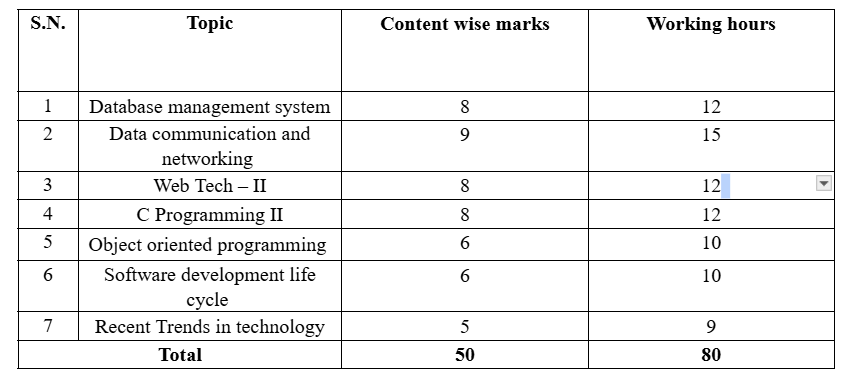 S.N. Topic Content wise marks Working hours
1 Database management system 8 12
2 Data communication and 9 15
networking
3 Web Tech – II 8 12
4 C Programming II 8 12
5 Object oriented programming 6 10
6 Software development life 6 10
cycle
7 Recent Trends in technology 5 9
Total 50 80